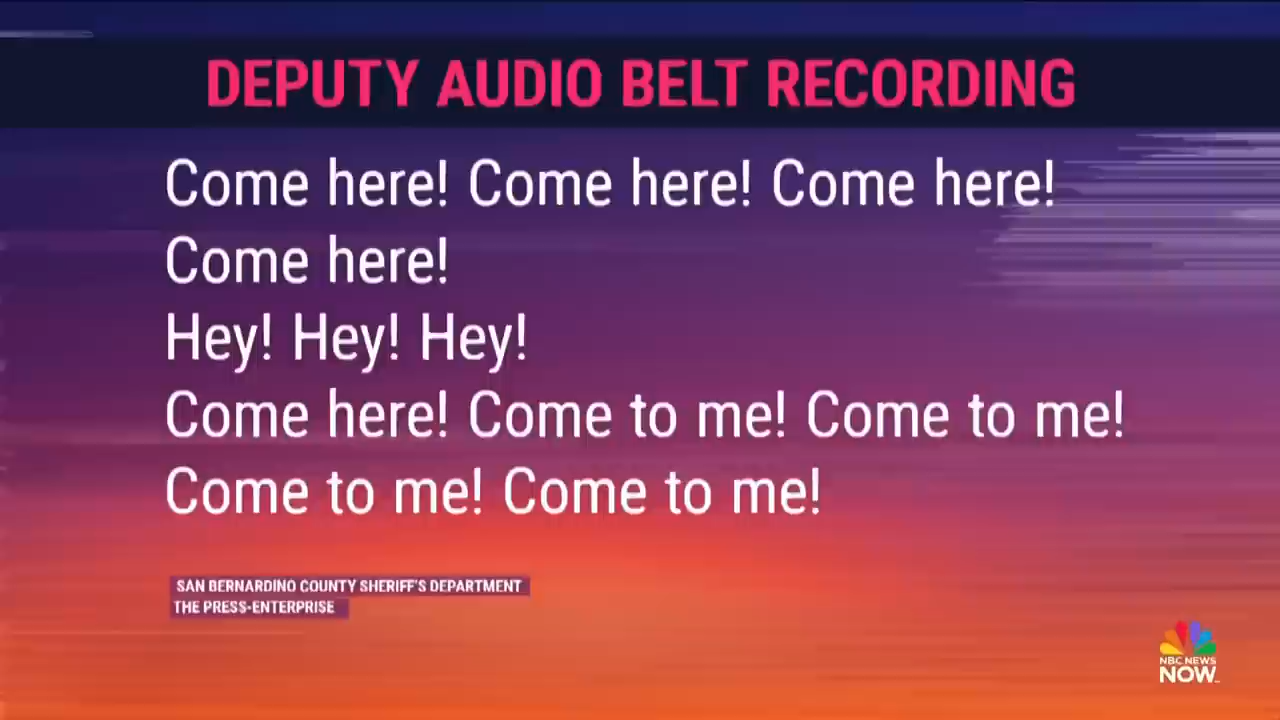 DEPUTY AUDIO BELT RECORDING
Come here! Come here! Come here!
Come here!
Hey! Hey! Hey!
Come here! Come to me! Come to me!
Come to me! Come to me!
SAN BERNARDINO COUNTY SHERIFF'S DEPARTMENT
THE PRESS-ENTERPRISE
NBC NEWS
NOW